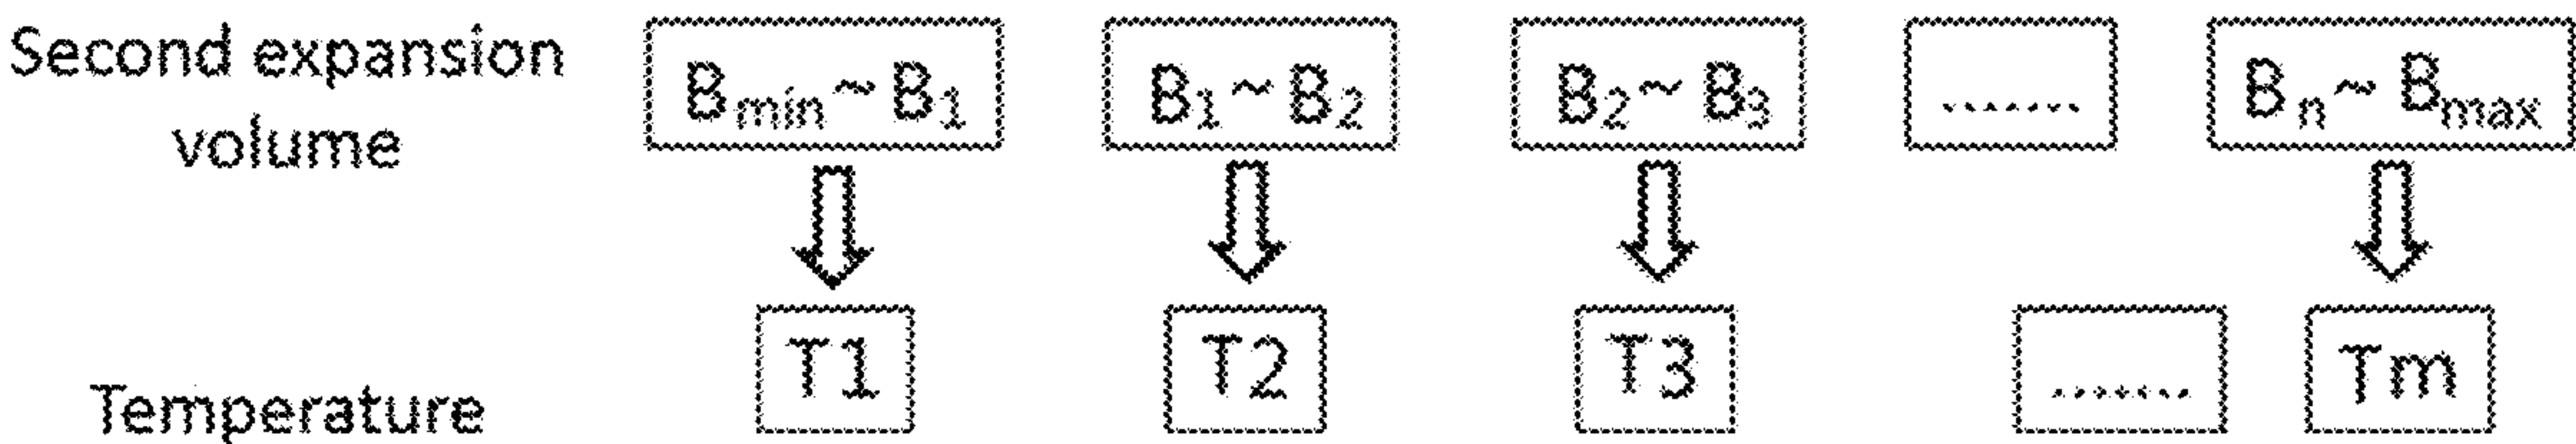 Second expansion
volume
B_min ~ B_1
B_1 ~ B_2
B_2 ~ B_3
.......
B_n ~ B_max
Temperature
T1
T2
T3
.......
Tm